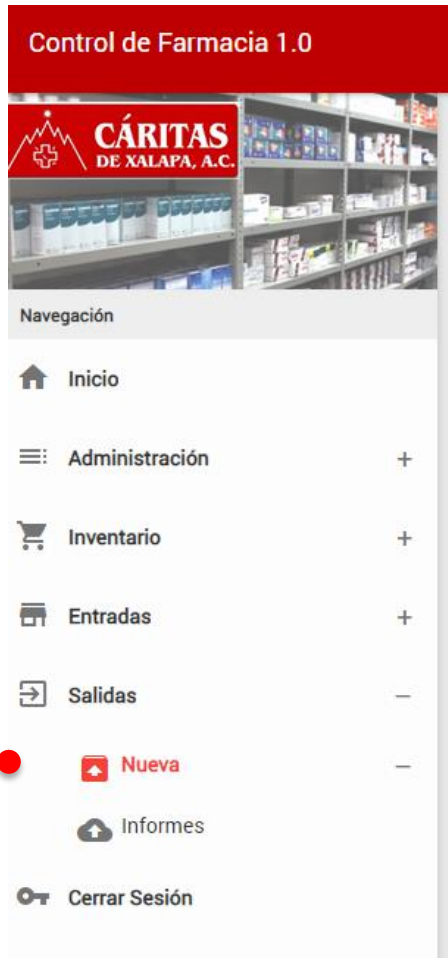 Control de Farmacia 1.0
CÁRITAS
DE XALAPA, A.C.
Navegación
Inicio
Administración +
Inventario +
Entradas +
Salidas −
Nueva −
Informes
Cerrar Sesión